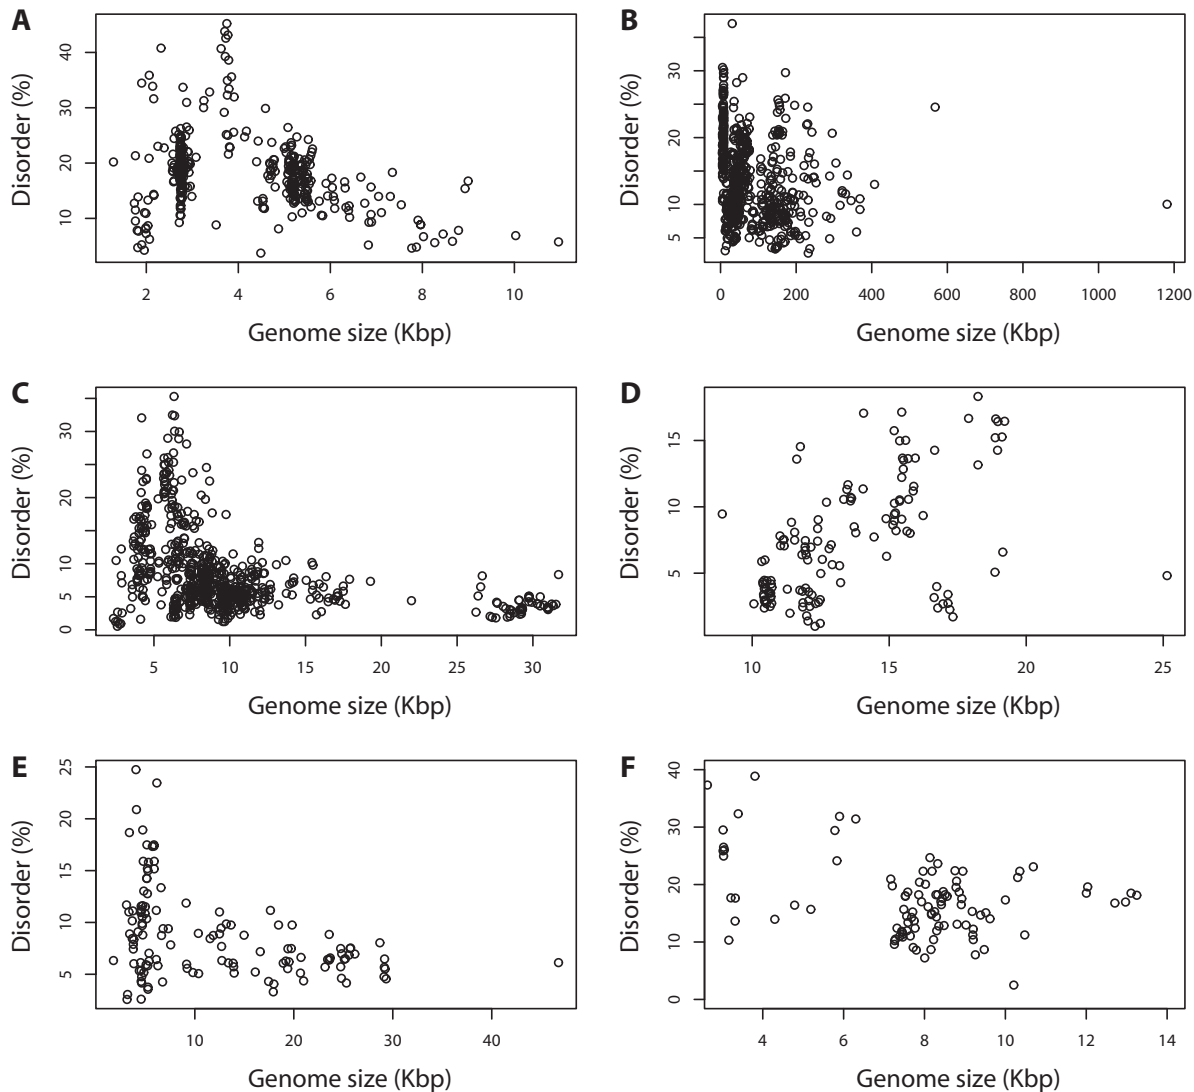 A
Disorder (%)
40
30
20
10
2 4 6 8 10
Genome size (Kbp)
B
Disorder (%)
30
20
10
5
0 200 400 600 800 1000 1200
Genome size (Kbp)
C
Disorder (%)
30
20
10
5
0
5 10 15 20 25 30
Genome size (Kbp)
D
Disorder (%)
15
10
5
10 15 20 25
Genome size (Kbp)
E
Disorder (%)
25
20
15
10
5
10 20 30 40
Genome size (Kbp)
F
Disorder (%)
40
30
20
10
0
4 6 8 10 12 14
Genome size (Kbp)